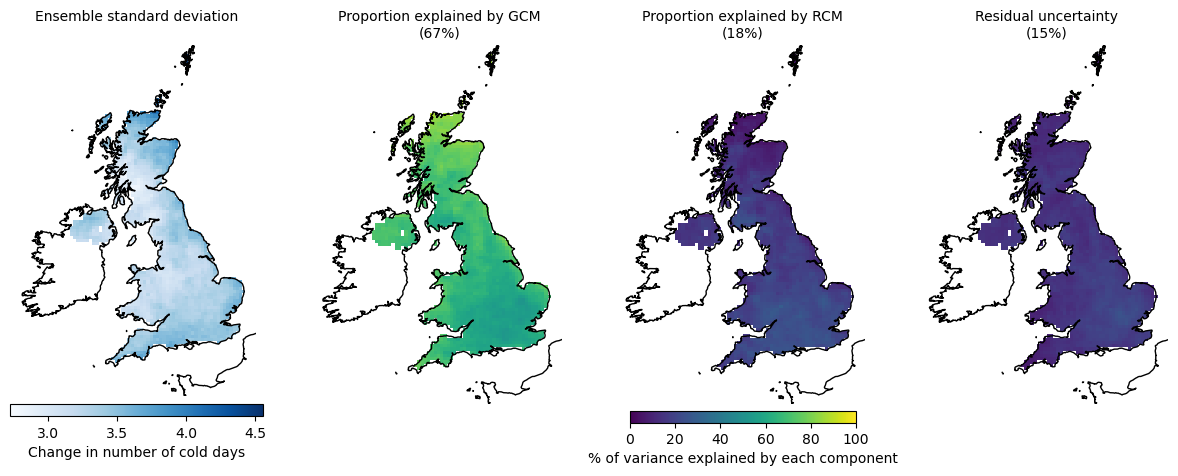 Ensemble standard deviation
Proportion explained by GCM
(67%)
Proportion explained by RCM
(18%)
Residual uncertainty
(15%)
3.0 3.5 4.0 4.5
Change in number of cold days
0 20 40 60 80 100
% of variance explained by each component